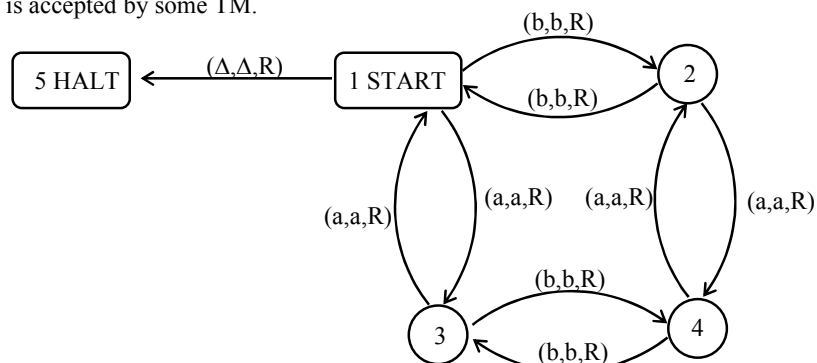 is accepted by some TM.
(b,b,R)
5 HALT
(Δ,Δ,R)
1 START
2
(b,b,R)
(a,a,R)
(a,a,R)
(a,a,R)
(a,a,R)
(b,b,R)
3
4
(b,b,R)